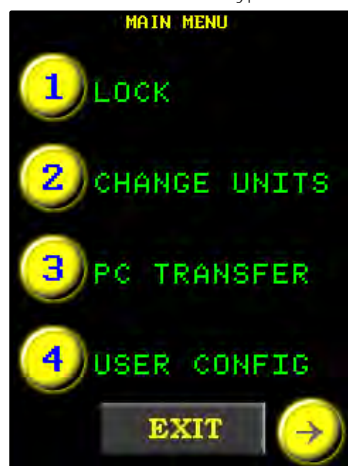 MAIN MENU
1 LOCK
2 CHANGE UNITS
3 PC TRANSFER
4 USER CONFIG
EXIT →